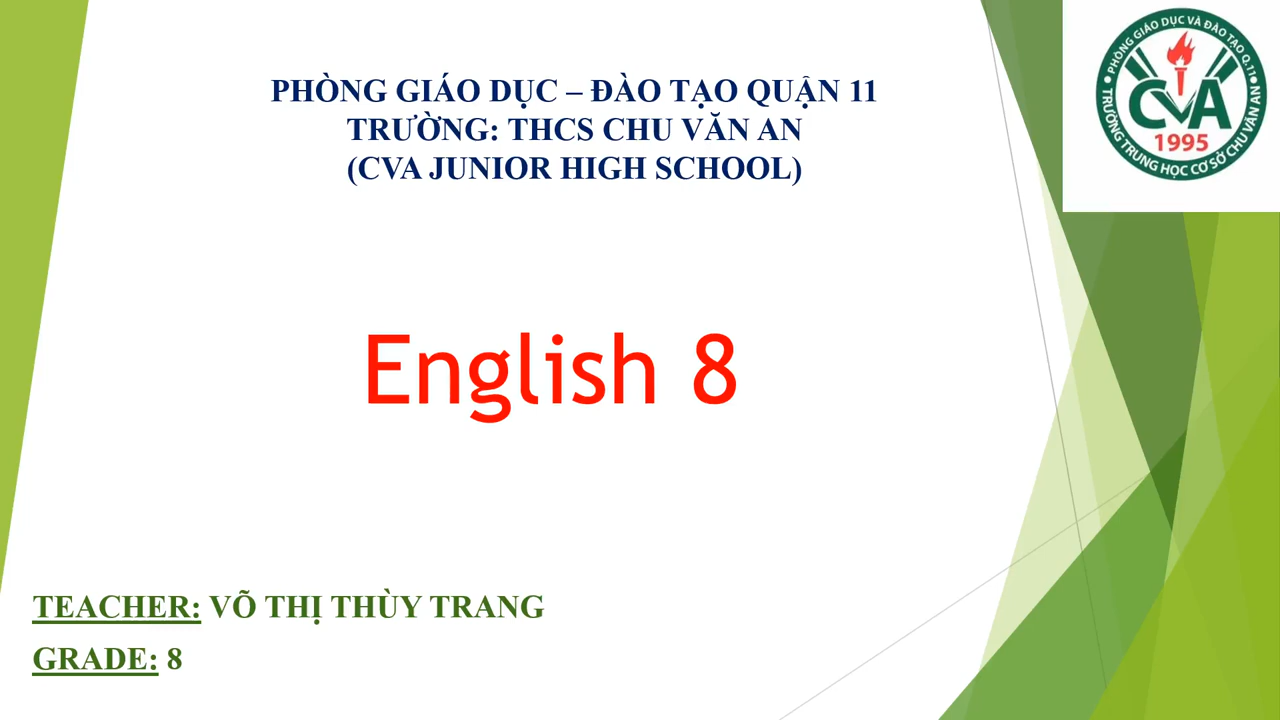 PHÒNG GIÁO DỤC – ĐÀO TẠO QUẬN 11
TRƯỜNG: THCS CHU VĂN AN
(CVA JUNIOR HIGH SCHOOL)
PHÒNG GIÁO DỤC VÀ ĐÀO TẠO Q.11
CVA
1995
TRƯỜNG TRUNG HỌC CƠ SỞ CHU VĂN AN
English 8
TEACHER: VÕ THỊ THÙY TRANG
GRADE: 8